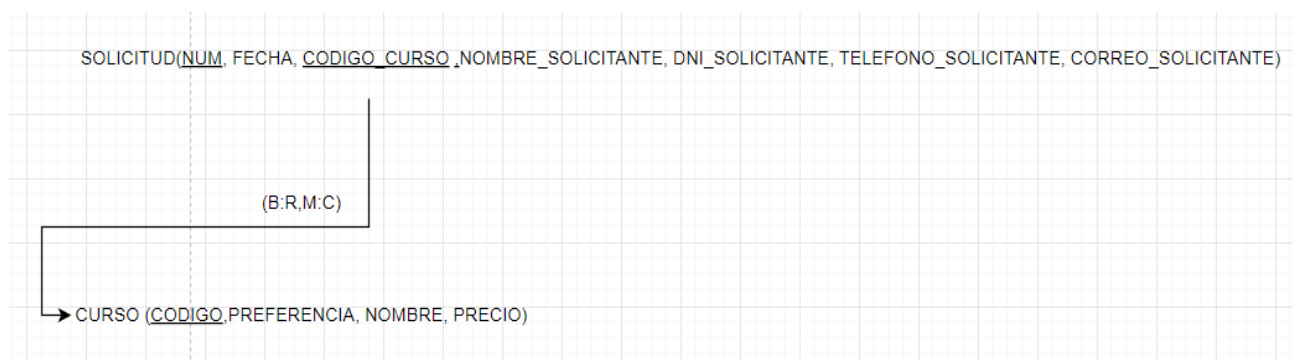 SOLICITUD(NUM, FECHA, CODIGO_CURSO ,NOMBRE_SOLICITANTE, DNI_SOLICITANTE, TELEFONO_SOLICITANTE, CORREO_SOLICITANTE)
(B:R,M:C)
CURSO (CODIGO,PREFERENCIA, NOMBRE, PRECIO)